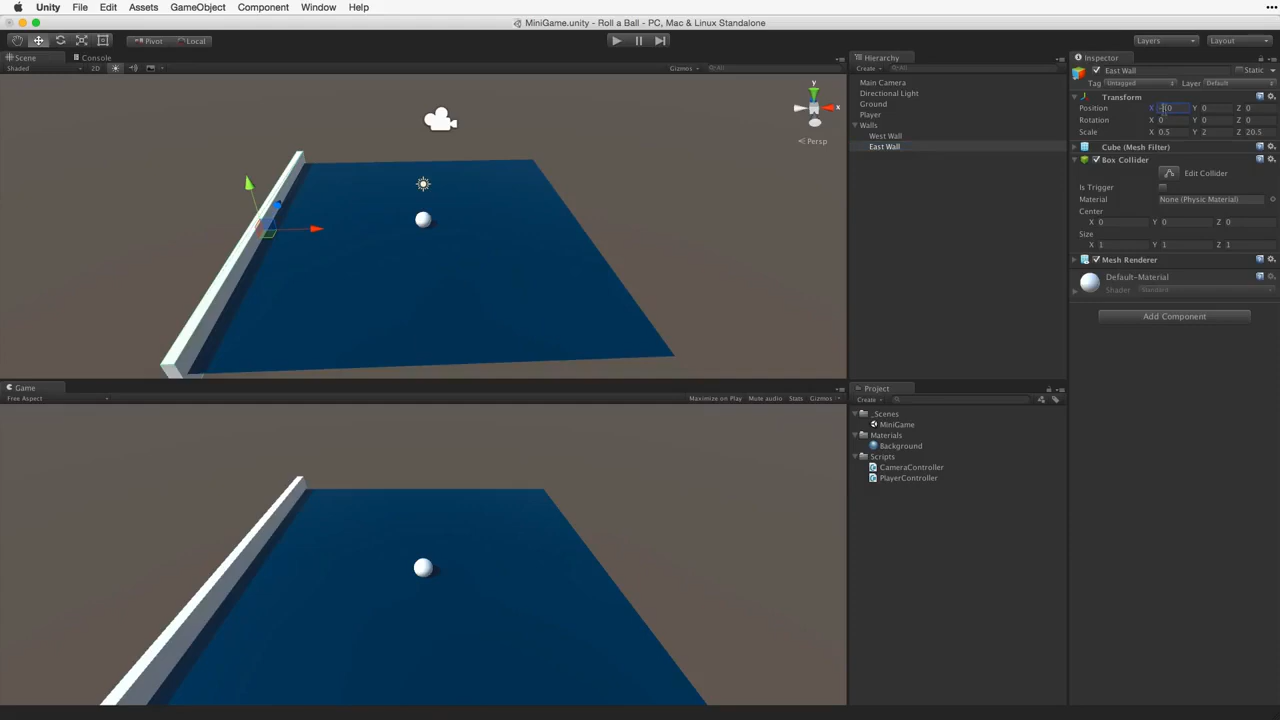 Unity File Edit Assets GameObject Component Window Help
MiniGame.unity - Roll a Ball - PC, Mac & Linux Standalone
Pivot Local Layers Layout
Scene Console
Shaded 2D Gizmos All
y
x
Persp
Game
Free Aspect Maximize on Play Mute audio Stats Gizmos
Hierarchy
Create All
Main Camera
Directional Light
Ground
Player
Walls
West Wall
East Wall
Project
Create
_Scenes
MiniGame
Materials
Background
Scripts
CameraController
PlayerController
Inspector
East Wall Static
Tag Untagged Layer Default
Transform
Position X Y 0 Z 0
Rotation X 0 Y 0 Z 0
Scale X 0.5 Y 2 Z 20.5
Cube (Mesh Filter)
Box Collider
Edit Collider
Is Trigger
Material None (Physic Material)
Center
X 0 Y 0 Z 0
Size
X 1 Y 1 Z 1
Mesh Renderer
Default-Material
Shader Standard
Add Component